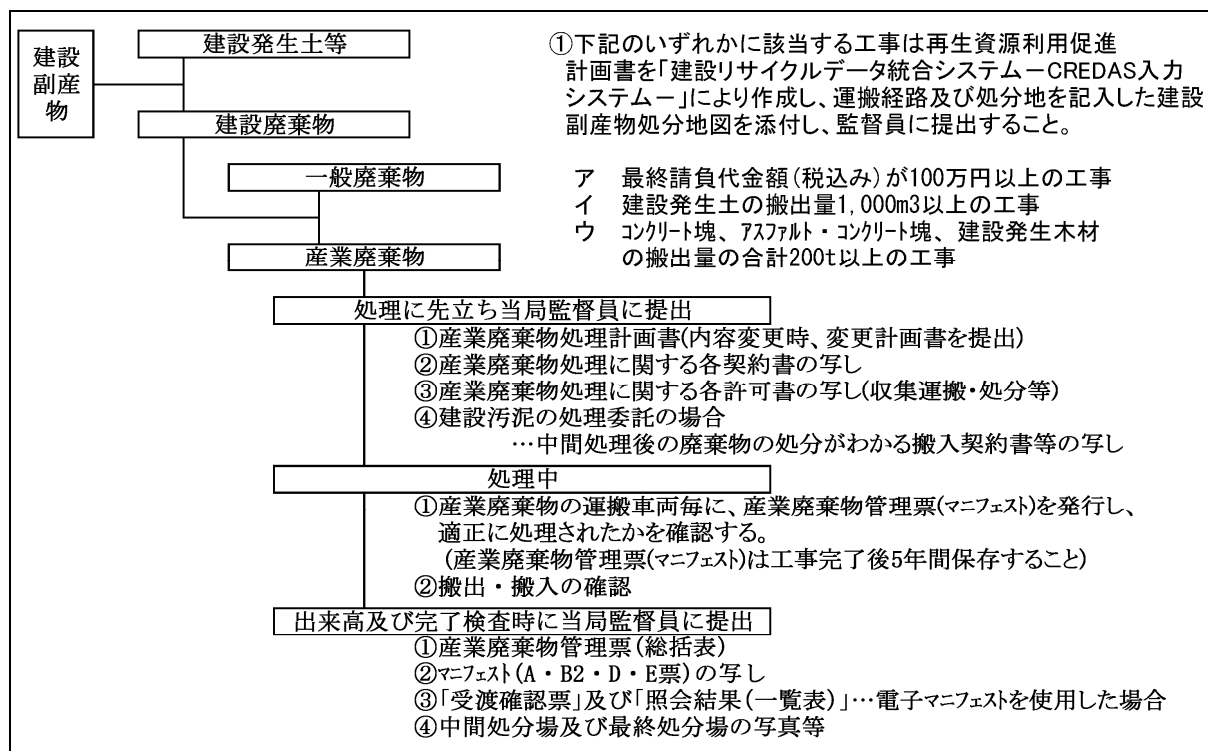 建設
副産
物
建設発生土等
建設廃棄物
一般廃棄物
産業廃棄物
①下記のいずれかに該当する工事は再生資源利用促進
計画書を「建設リサイクルデータ統合システム－CREDAS入力
システム－」により作成し、運搬経路及び処分地を記入した建設
副産物処分地図を添付し、監督員に提出すること。
ア　最終請負代金額(税込み)が100万円以上の工事
イ　建設発生土の搬出量1,000m3以上の工事
ウ　ｺﾝｸﾘｰﾄ塊、ｱｽﾌｧﾙﾄ・ｺﾝｸﾘｰﾄ塊、建設発生木材
の搬出量の合計200t以上の工事
処理に先立ち当局監督員に提出
①産業廃棄物処理計画書(内容変更時、変更計画書を提出)
②産業廃棄物処理に関する各契約書の写し
③産業廃棄物処理に関する各許可書の写し(収集運搬・処分等)
④建設汚泥の処理委託の場合
…中間処理後の廃棄物の処分がわかる搬入契約書等の写し
処理中
①産業廃棄物の運搬車両毎に、産業廃棄物管理票(ﾏﾆﾌｪｽﾄ)を発行し、
適正に処理されたかを確認する。
(産業廃棄物管理票(ﾏﾆﾌｪｽﾄ)は工事完了後5年間保存すること)
②搬出・搬入の確認
出来高及び完了検査時に当局監督員に提出
①産業廃棄物管理票(総括表)
②ﾏﾆﾌｪｽﾄ(A・B2・D・E票)の写し
③「受渡確認票」及び「照会結果(一覧表)」…電子ﾏﾆﾌｪｽﾄを使用した場合
④中間処分場及び最終処分場の写真等